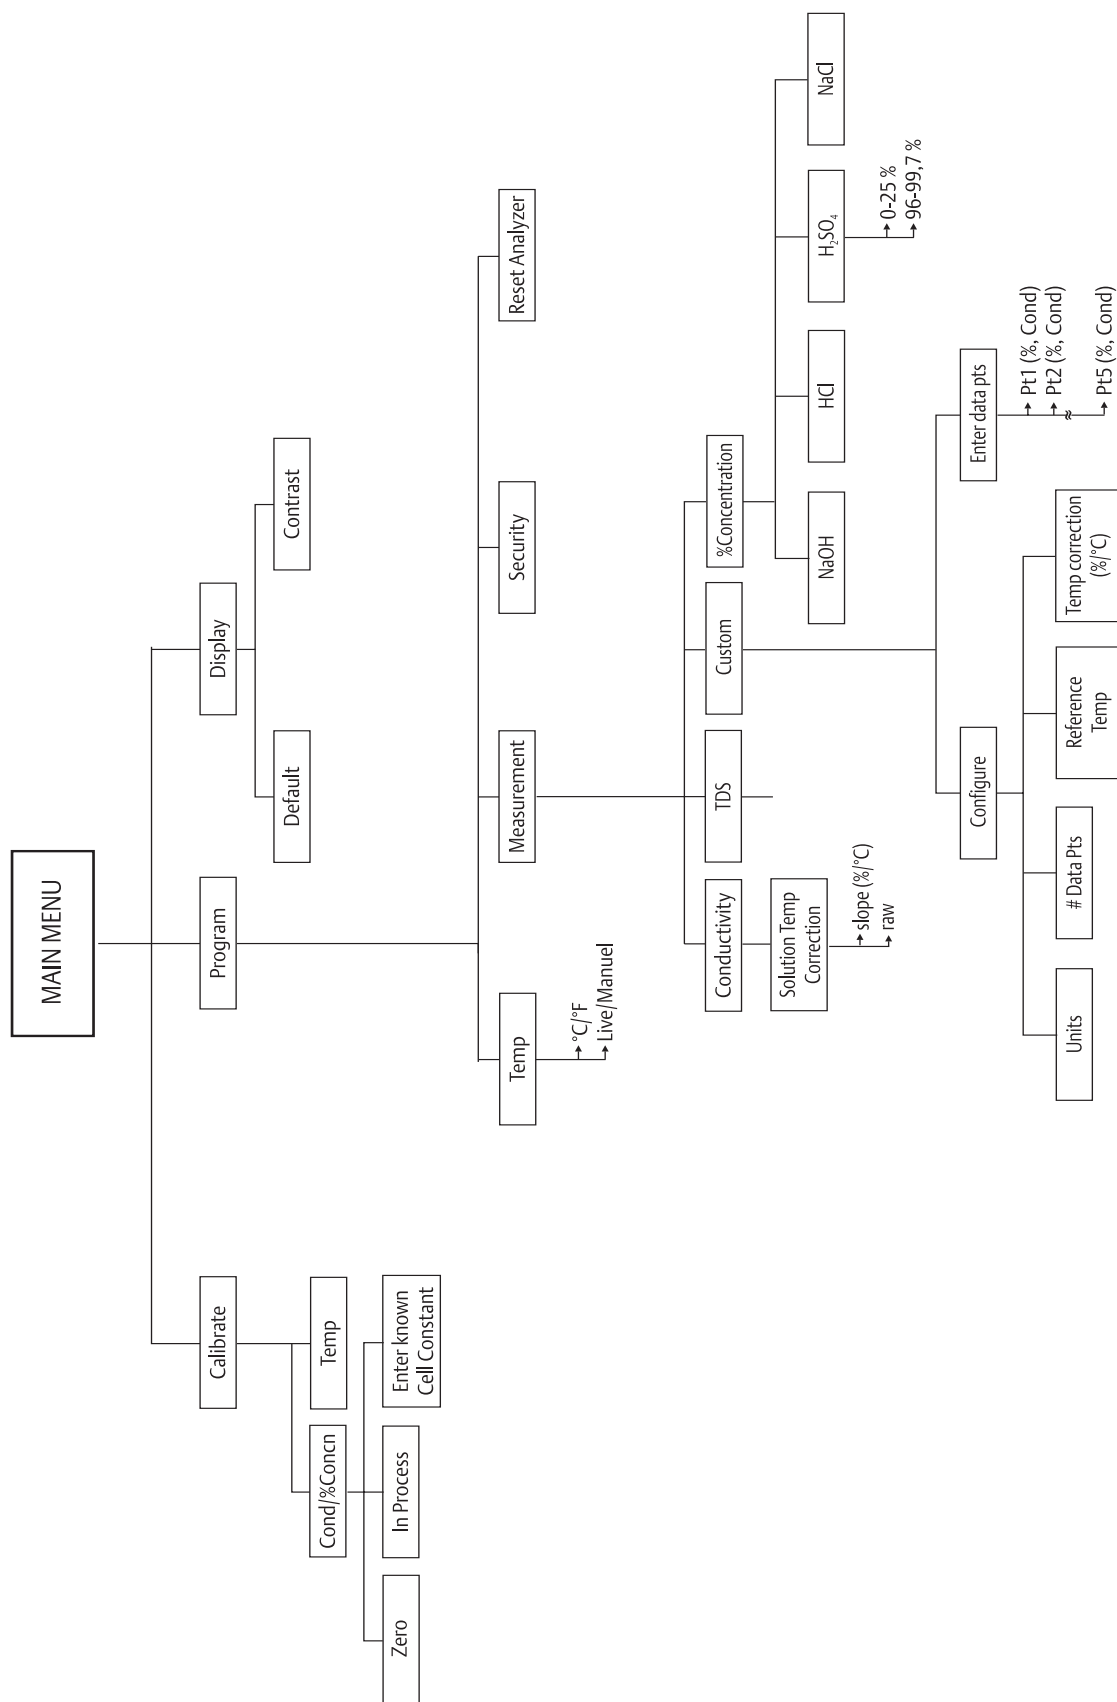 MAIN MENU
Calibrate
Program
Display
Cond/%Concn
Temp
Default
Contrast
Zero
In Process
Enter known
Cell Constant
Temp
Measurement
Security
Reset Analyzer
°C/°F
Live/Manuel
Conductivity
TDS
Custom
%Concentration
Solution Temp
Correction
slope (%/°C)
raw
NaOH
HCl
H₂SO₄
NaCl
0-25 %
96-99,7 %
Configure
Enter data pts
Pt1 (%, Cond)
Pt2 (%, Cond)
Pt5 (%, Cond)
Units
# Data Pts
Reference
Temp
Temp correction
(%/°C)